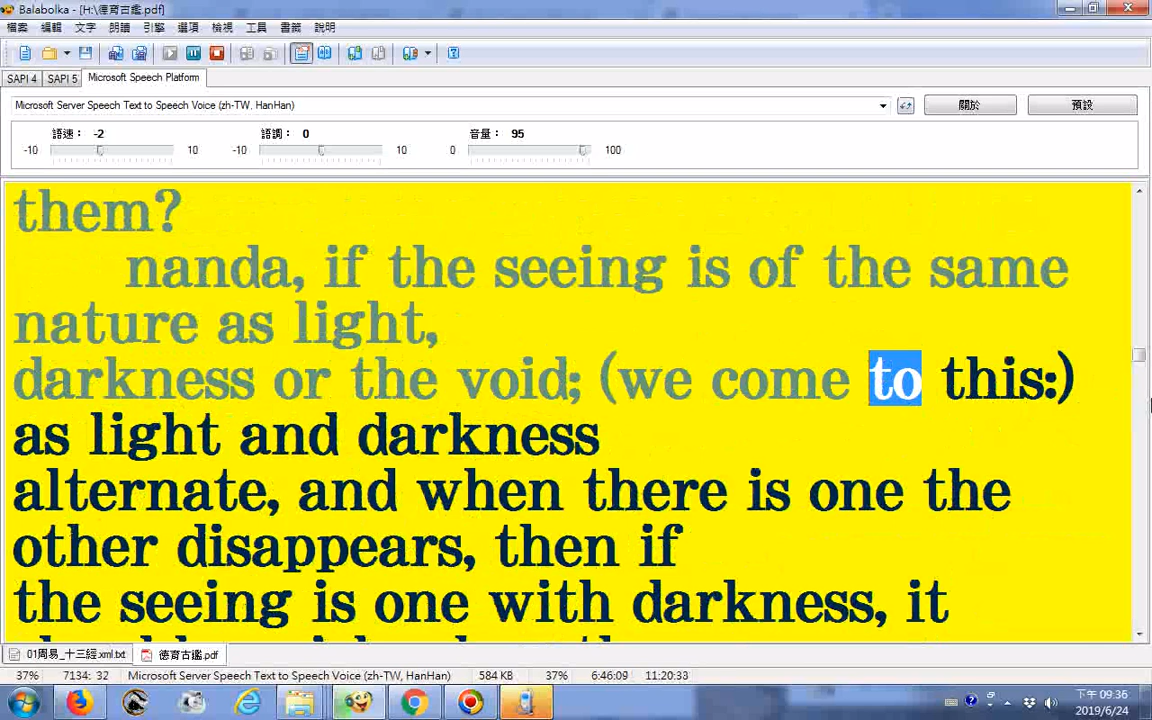 Balabolka - [H:\德育古鑑.pdf]
檔案 編輯 文字 朗讀 引擎 選項 檢視 工具 書籤 說明
SAPI 4 SAPI 5 Microsoft Speech Platform
Microsoft Server Speech Text to Speech Voice (zh-TW, HanHan) 關於 預設
語速： -2 語調： 0 音量： 95
-10 10 -10 10 0 100
them?
nanda, if the seeing is of the same
nature as light,
darkness or the void; (we come to this:)
as light and darkness
alternate, and when there is one the
other disappears, then if
the seeing is one with darkness, it
01周易_十三經.xml.txt 德育古鑑.pdf
37% 7134: 32 Microsoft Server Speech Text to Speech Voice (zh-TW, HanHan) 584 KB 37% 6:46:09 11:20:33
下午 09:36
2019/6/24